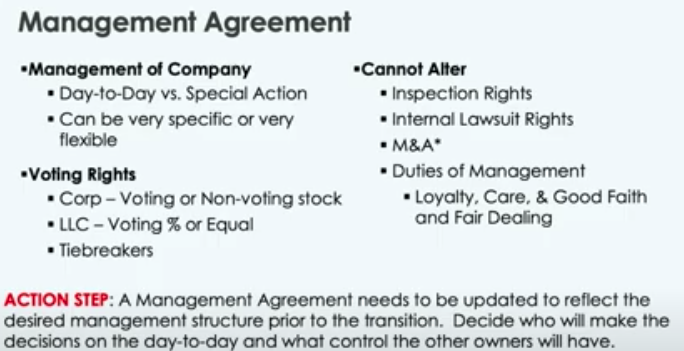 Management Agreement
▪Management of Company
▪ Day-to-Day vs. Special Action
▪ Can be very specific or very
flexible
▪Voting Rights
▪ Corp – Voting or Non-voting stock
▪ LLC – Voting % or Equal
▪ Tiebreakers
▪Cannot Alter
▪ Inspection Rights
▪ Internal Lawsuit Rights
▪ M&A*
▪ Duties of Management
▪ Loyalty, Care, & Good Faith
and Fair Dealing
ACTION STEP: A Management Agreement needs to be updated to reflect the
desired management structure prior to the transition. Decide who will make the
decisions on the day-to-day and what control the other owners will have.